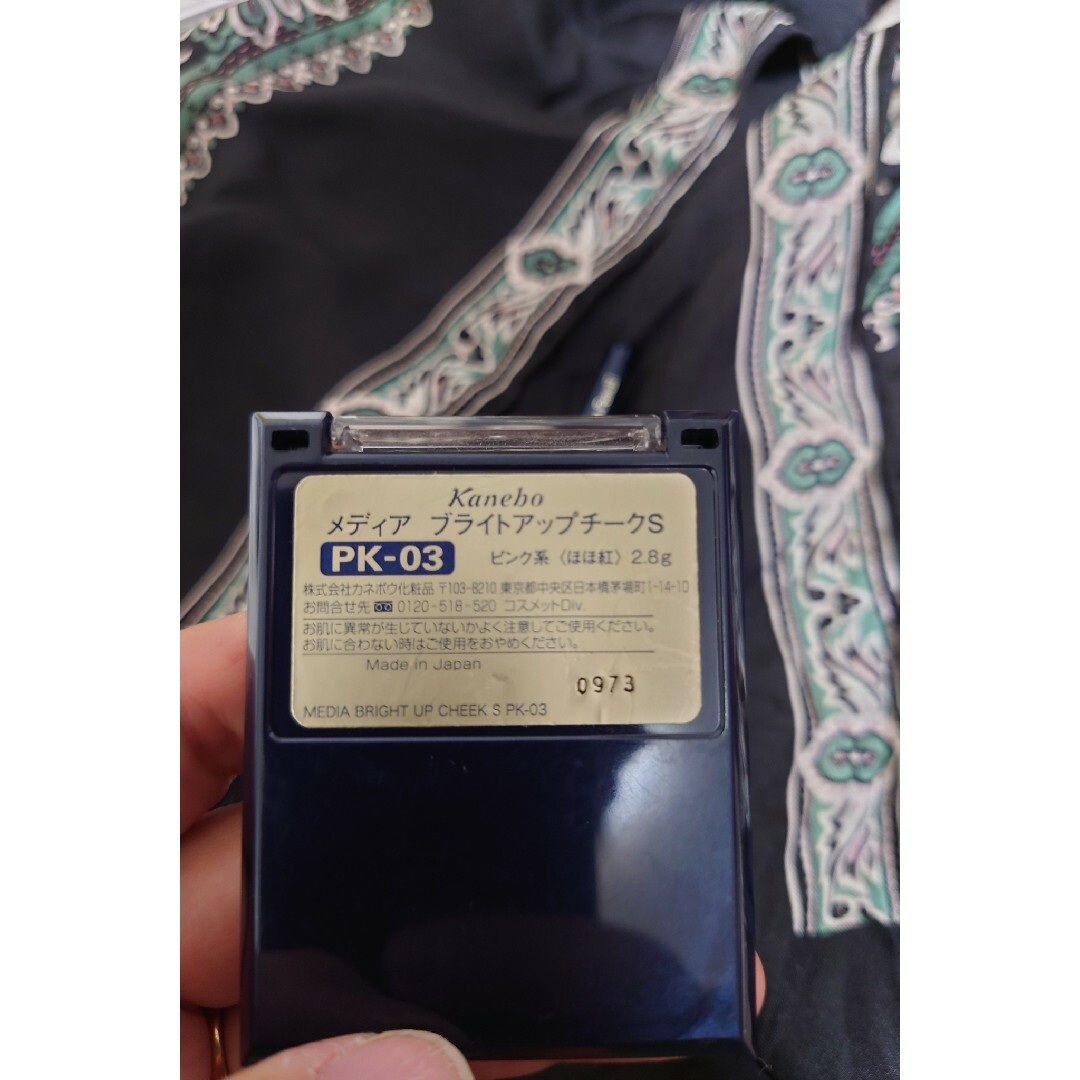 Kanebo
メディア ブライトアップチークS
PK-03 ピンク系〈ほほ紅〉2.8g
株式会社カネボウ化粧品 〒103-8210 東京都中央区日本橋茅場町1-14-10
お問合せ先 0120-518-520 コスメットDiv.
お肌に異常が生じていないかよく注意してご使用ください。
お肌に合わない時はご使用をおやめください。
Made in Japan
0973
MEDIA BRIGHT UP CHEEK S PK-03